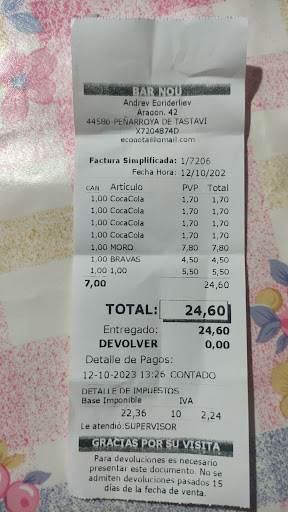 BAR NOU
Andrey Eonderliev
Aragon, 42
44586-PEÑARROYA DE TASTAVI
X7204874D
Factura Simplificada: 1/7206
Fecha Hora: 12/10/202
CAN Artículo PVP Total
1,00 CocaCola 1,70 1,70
1,00 CocaCola 1,70 1,70
1,00 CocaCola 1,70 1,70
1,00 CocaCola 1,70 1,70
1,00 MORO 7,80 7,80
1,00 BRAVAS 4,50 4,50
1,00 1,00 5,50 5,50
7,00 24,60
TOTAL: 24,60
Entregado: 24,60
DEVOLVER 0,00
Detalle de Pagos:
12-10-2023 13:26 CONTADO
DETALLE DE IMPUESTOS
Base Imponible IVA
22,36 10 2,24
Le atendió:SUPERVISOR
GRACIAS POR SU VISITA
Para devoluciones es necesario
presentar este documento. No se
admiten devoluciones pasados 15
días de la fecha de venta.